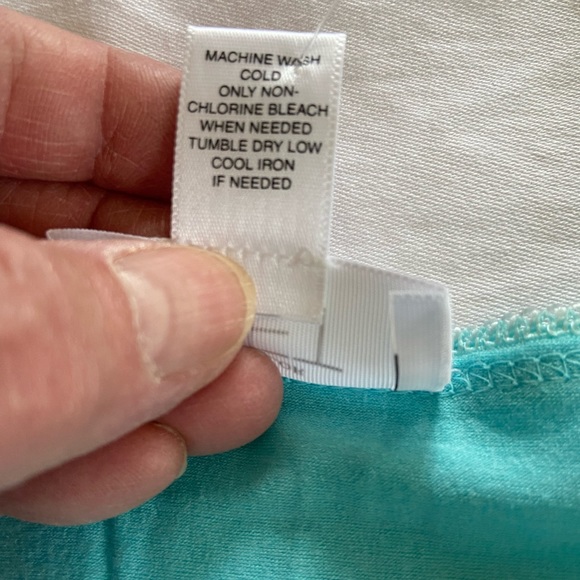 MACHINE WASH
COLD
ONLY NON-
CHLORINE BLEACH
WHEN NEEDED
TUMBLE DRY LOW
COOL IRON
IF NEEDED